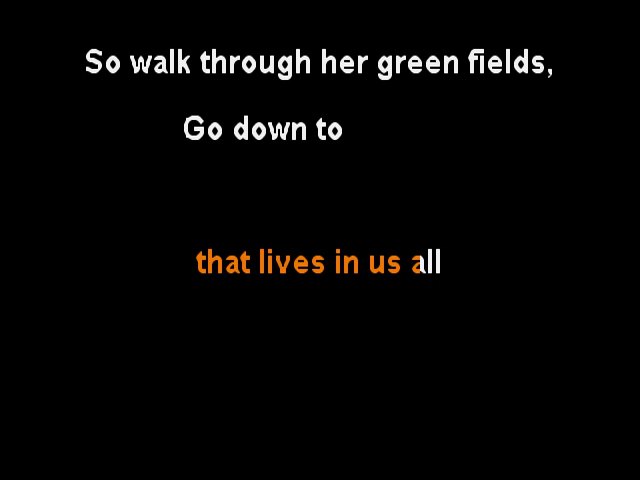 So walk through her green fields,
Go down to
that lives in us all